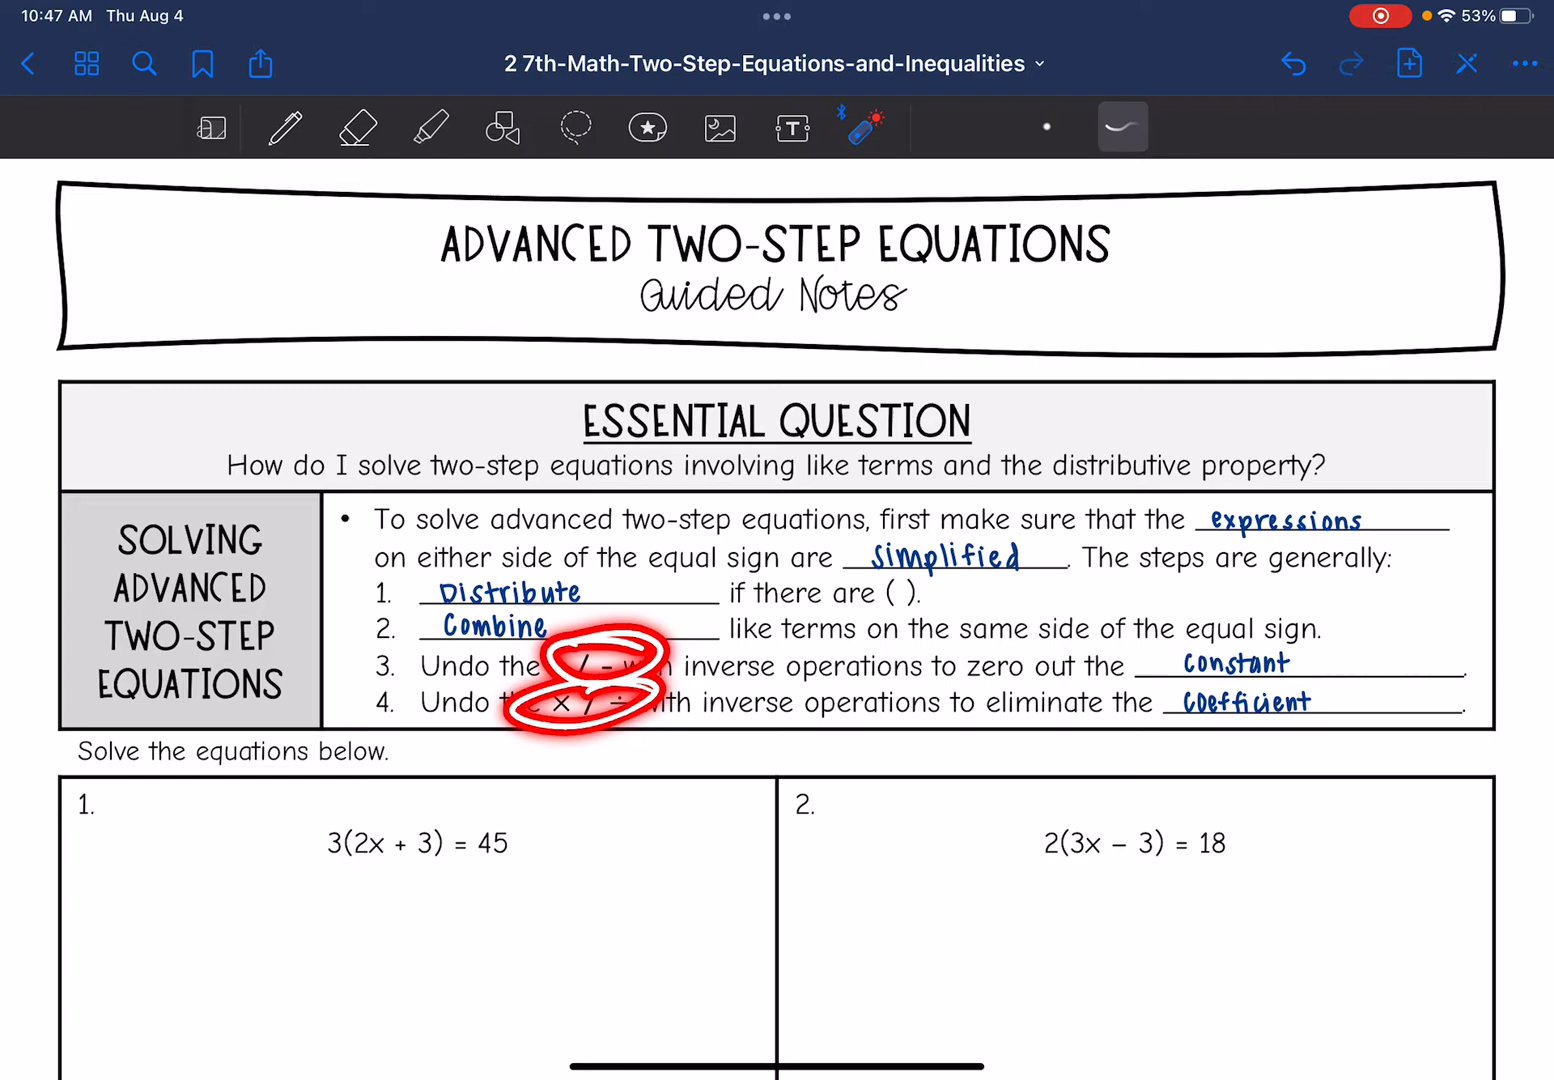 10:47 AM Thu Aug 4
53%
2 7th-Math-Two-Step-Equations-and-Inequalities
T
ADVANCED TWO-STEP EQUATIONS
Guided Notes
ESSENTIAL QUESTION
How do I solve two-step equations involving like terms and the distributive property?
SOLVING
ADVANCED
TWO-STEP
EQUATIONS
• To solve advanced two-step equations, first make sure that the expressions
on either side of the equal sign are simplified. The steps are generally:
1. Distribute if there are ( ).
2. Combine like terms on the same side of the equal sign.
3. Undo the / - with inverse operations to zero out the constant.
4. Undo the × / ÷ with inverse operations to eliminate the coefficient.
Solve the equations below.
1.
3(2x + 3) = 45
2.
2(3x – 3) = 18